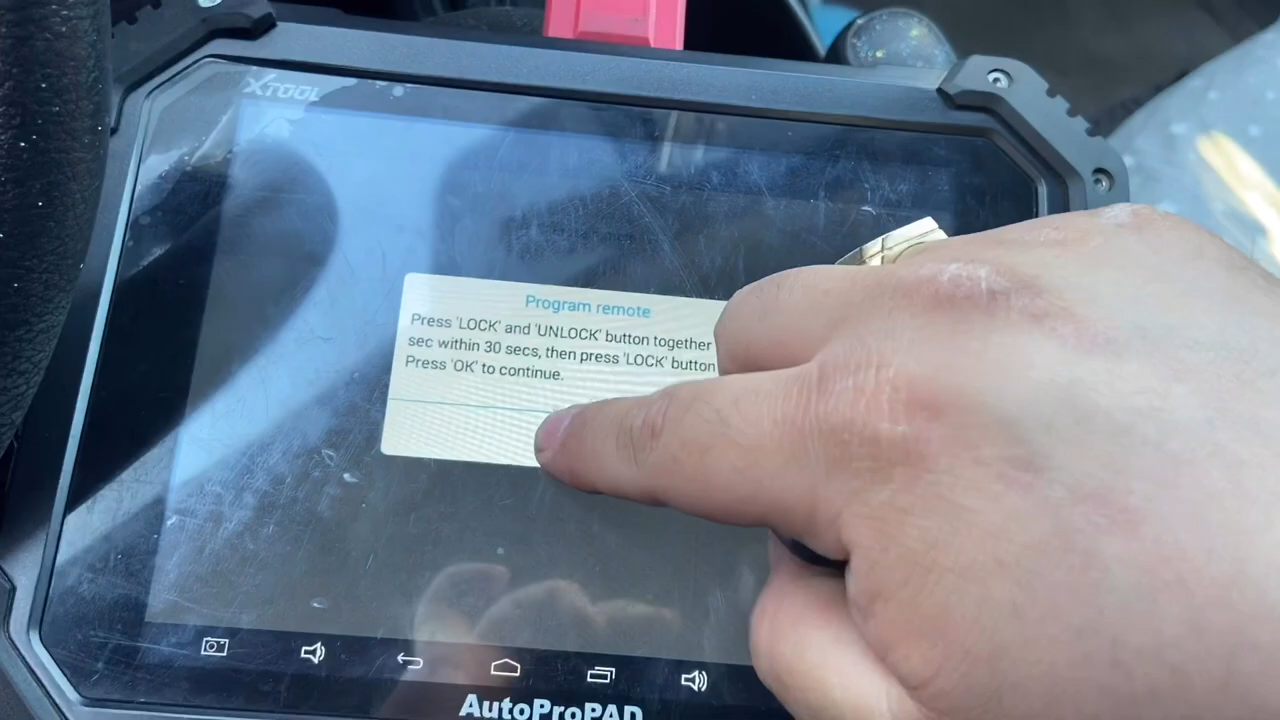 XTOOL
Program remote
Press 'LOCK' and 'UNLOCK' button together
sec within 30 secs, then press 'LOCK' button
Press 'OK' to continue.
AutoProPAD